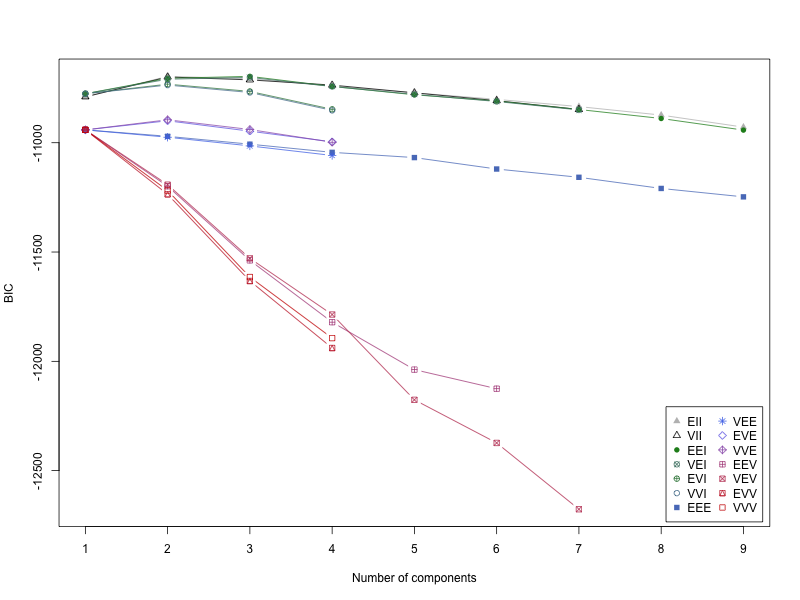 -11000
-11500
-12000
-12500
BIC
EII VEE
VII EVE
EEI VVE
VEI EEV
EVI VEV
VVI EVV
EEE VVV
1 2 3 4 5 6 7 8 9
Number of components